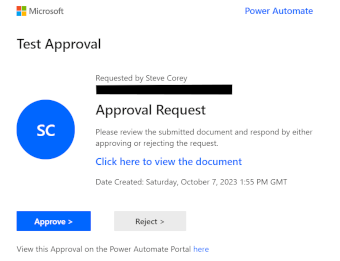 Microsoft
Power Automate
Test Approval
Requested by Steve Corey
SC
Approval Request
Please review the submitted document and respond by either
approving or rejecting the request.
Click here to view the document
Date Created: Saturday, October 7, 2023 1:55 PM GMT
Approve >
Reject >
View this Approval on the Power Automate Portal here